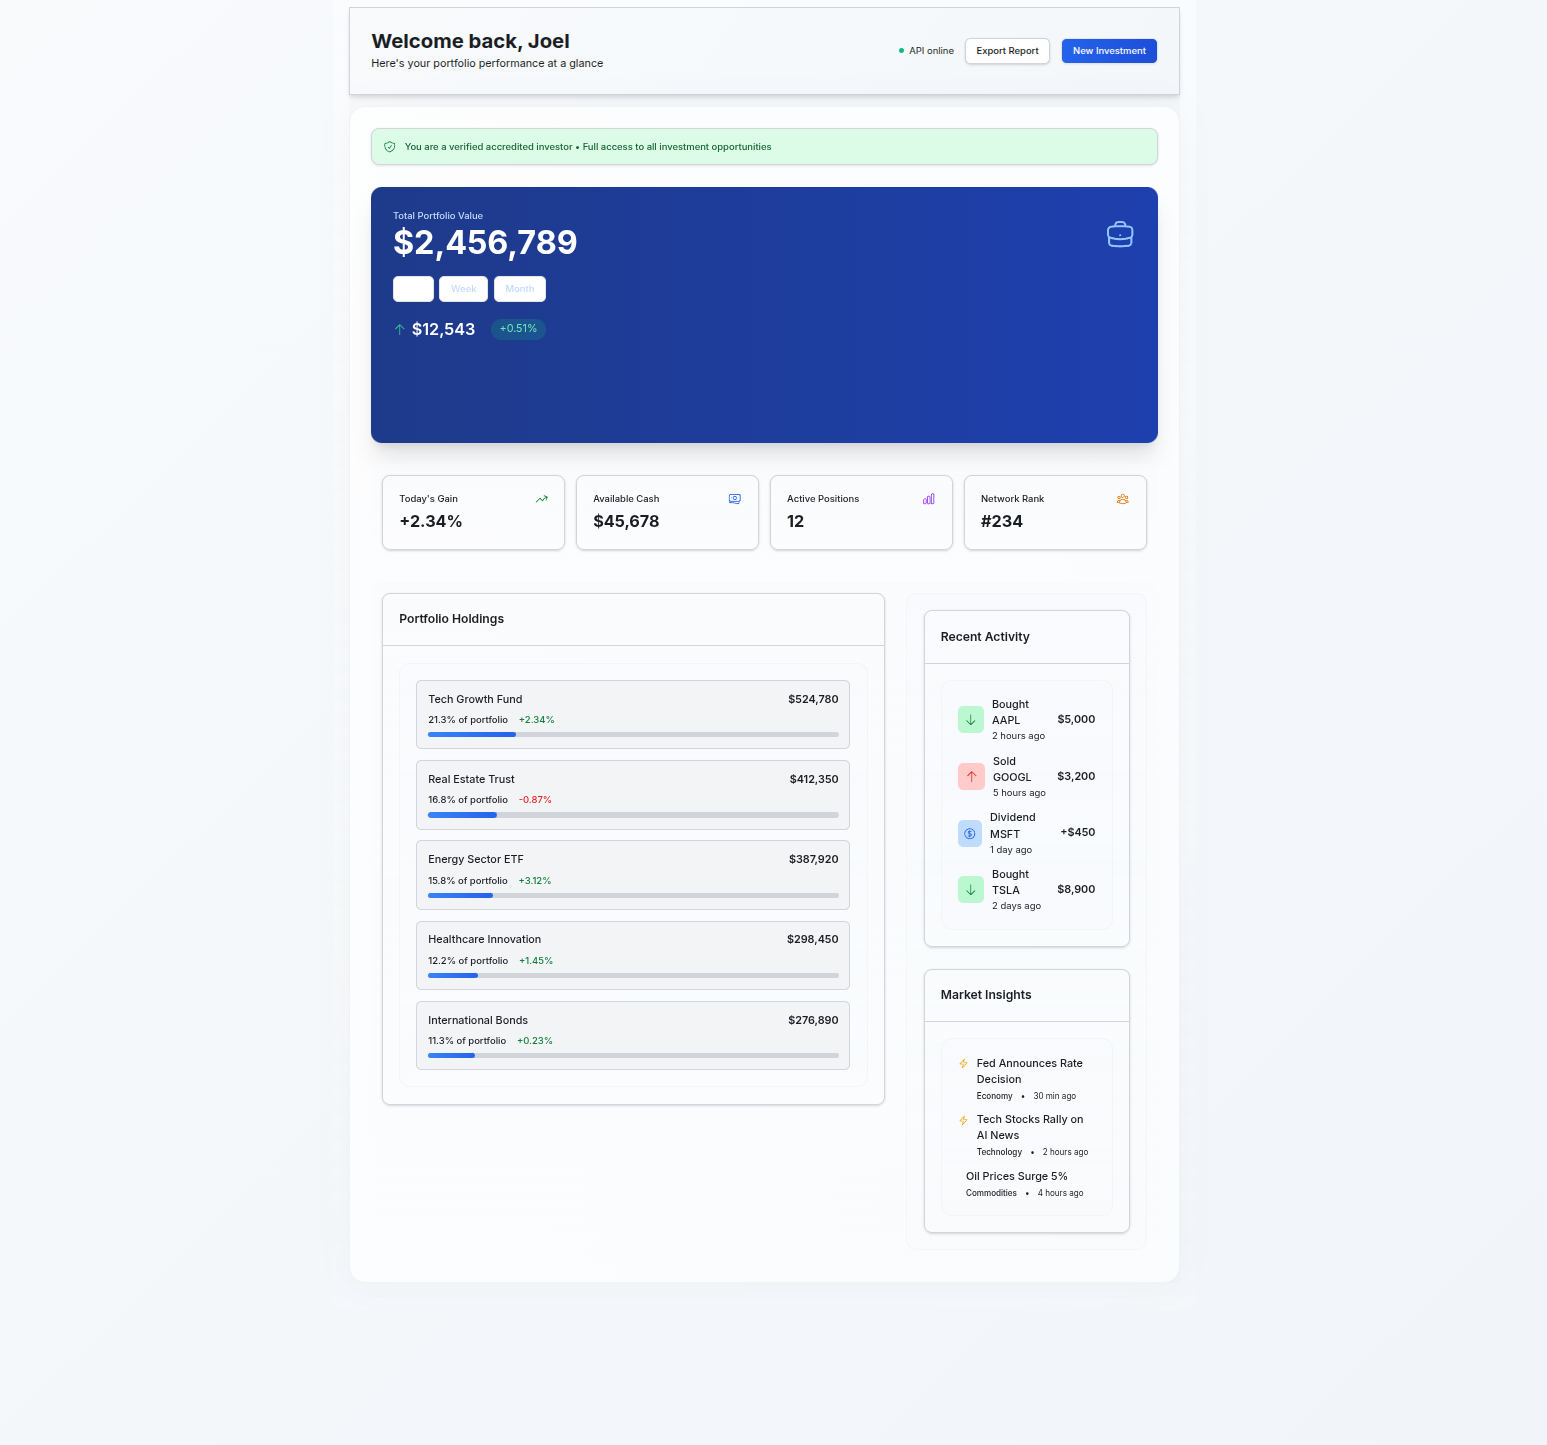 Welcome back, Joel
Here's your portfolio performance at a glance
API online
Export Report
New Investment
You are a verified accredited investor • Full access to all investment opportunities
Total Portfolio Value
$2,456,789
Week
Month
$12,543
+0.51%
Today's Gain
+2.34%
Available Cash
$45,678
Active Positions
12
Network Rank
#234
Portfolio Holdings
Tech Growth Fund
$524,780
21.3% of portfolio
+2.34%
Real Estate Trust
$412,350
16.8% of portfolio
-0.87%
Energy Sector ETF
$387,920
15.8% of portfolio
+3.12%
Healthcare Innovation
$298,450
12.2% of portfolio
+1.45%
International Bonds
$276,890
11.3% of portfolio
+0.23%
Recent Activity
Bought
AAPL
2 hours ago
$5,000
Sold
GOOGL
5 hours ago
$3,200
Dividend
MSFT
1 day ago
+$450
Bought
TSLA
2 days ago
$8,900
Market Insights
Fed Announces Rate
Decision
Economy • 30 min ago
Tech Stocks Rally on
AI News
Technology • 2 hours ago
Oil Prices Surge 5%
Commodities • 4 hours ago